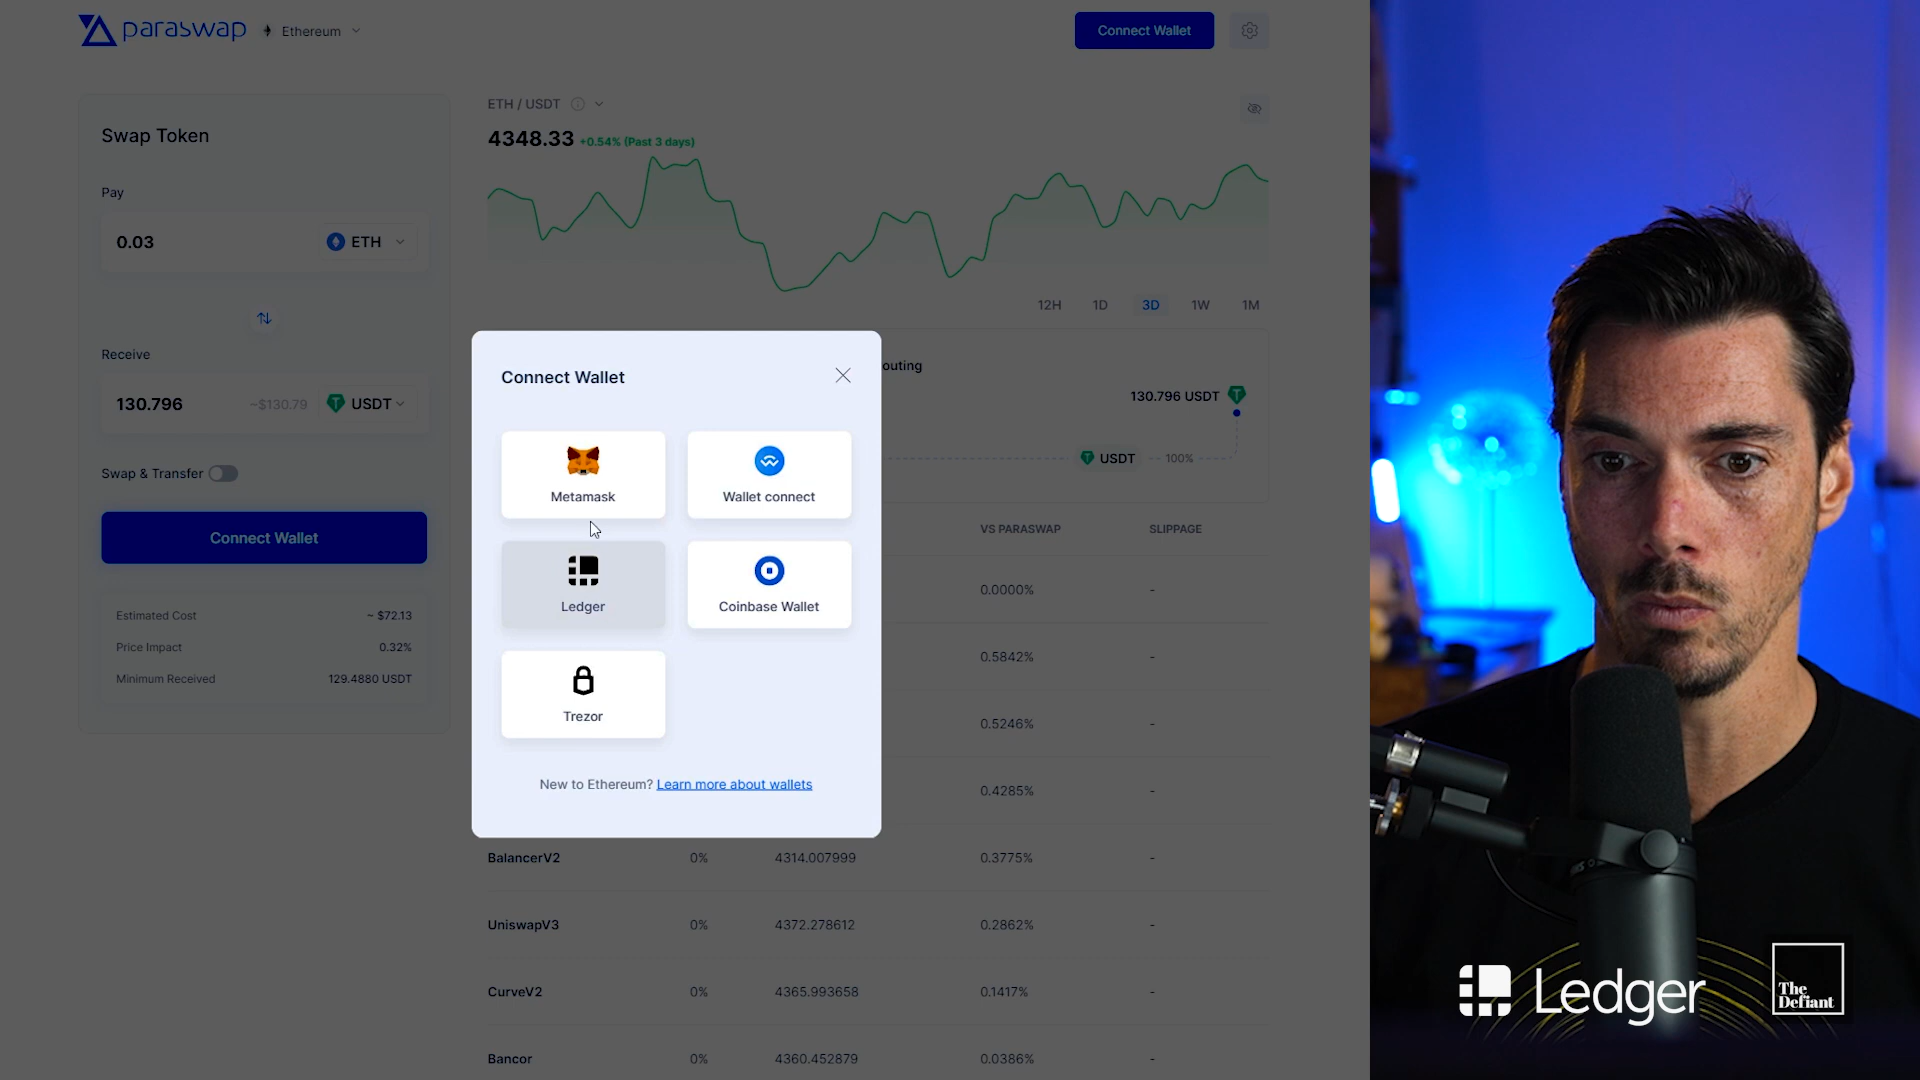 paraswap
Ethereum
Connect Wallet
Swap Token
Pay
0.03
ETH
Receive
130.796
~$130.79
USDT
Swap & Transfer
Connect Wallet
Estimated Cost
~ $72.13
Price Impact
0.32%
Minimum Received
129.4880 USDT
ETH / USDT
4348.33 +0.54% (Past 3 days)
12H 1D 3D 1W 1M
outing
130.796 USDT
USDT
100%
VS PARASWAP SLIPPAGE
0.0000% -
0.5842% -
0.5246% -
0.4285% -
BalancerV2 0% 4314.007999 0.3775% -
UniswapV3 0% 4372.278612 0.2862% -
CurveV2 0% 4365.993658 0.1417% -
Bancor 0% 4360.452879 0.0386% -
Connect Wallet
Metamask
Wallet connect
Ledger
Coinbase Wallet
Trezor
New to Ethereum? Learn more about wallets
Ledger
The
Defiant